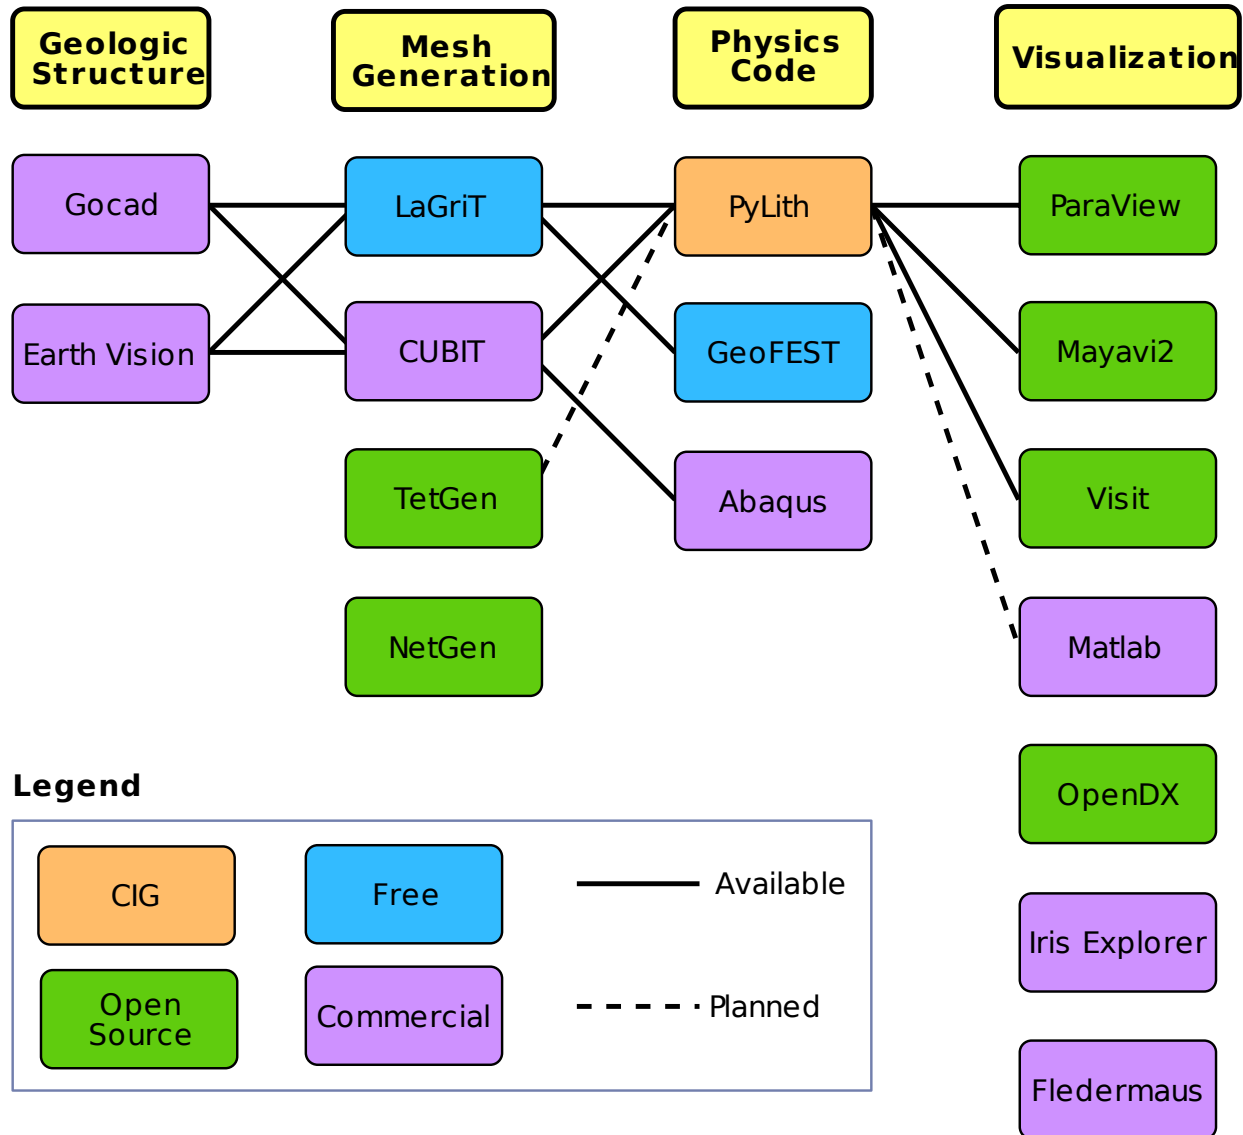 Geologic
Structure
Mesh
Generation
Physics
Code
Visualization
Gocad
LaGriT
PyLith
ParaView
Earth Vision
CUBIT
GeoFEST
Mayavi2
TetGen
Abaqus
Visit
NetGen
Matlab
OpenDX
Iris Explorer
Fledermaus
Legend
CIG
Free
Available
Open
Source
Commercial
Planned